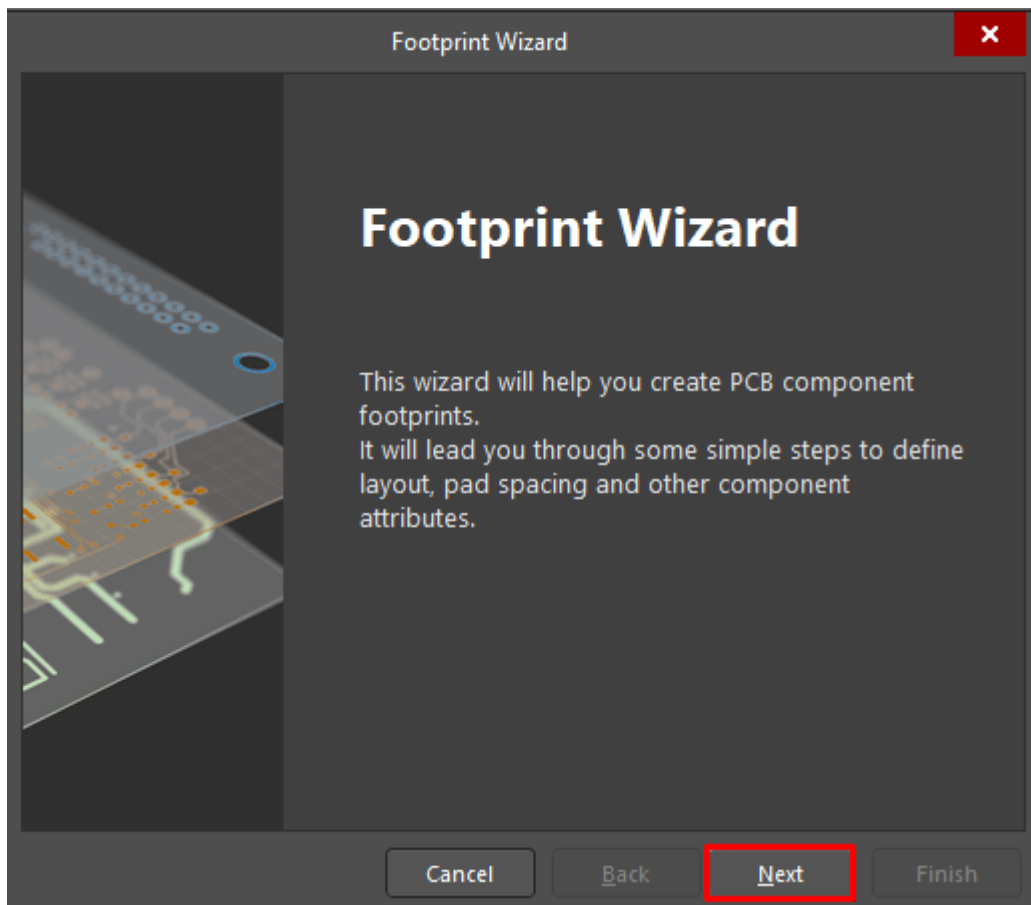 Footprint Wizard
Footprint Wizard
This wizard will help you create PCB component
footprints.
It will lead you through some simple steps to define
layout, pad spacing and other component
attributes.
Cancel Back Next Finish